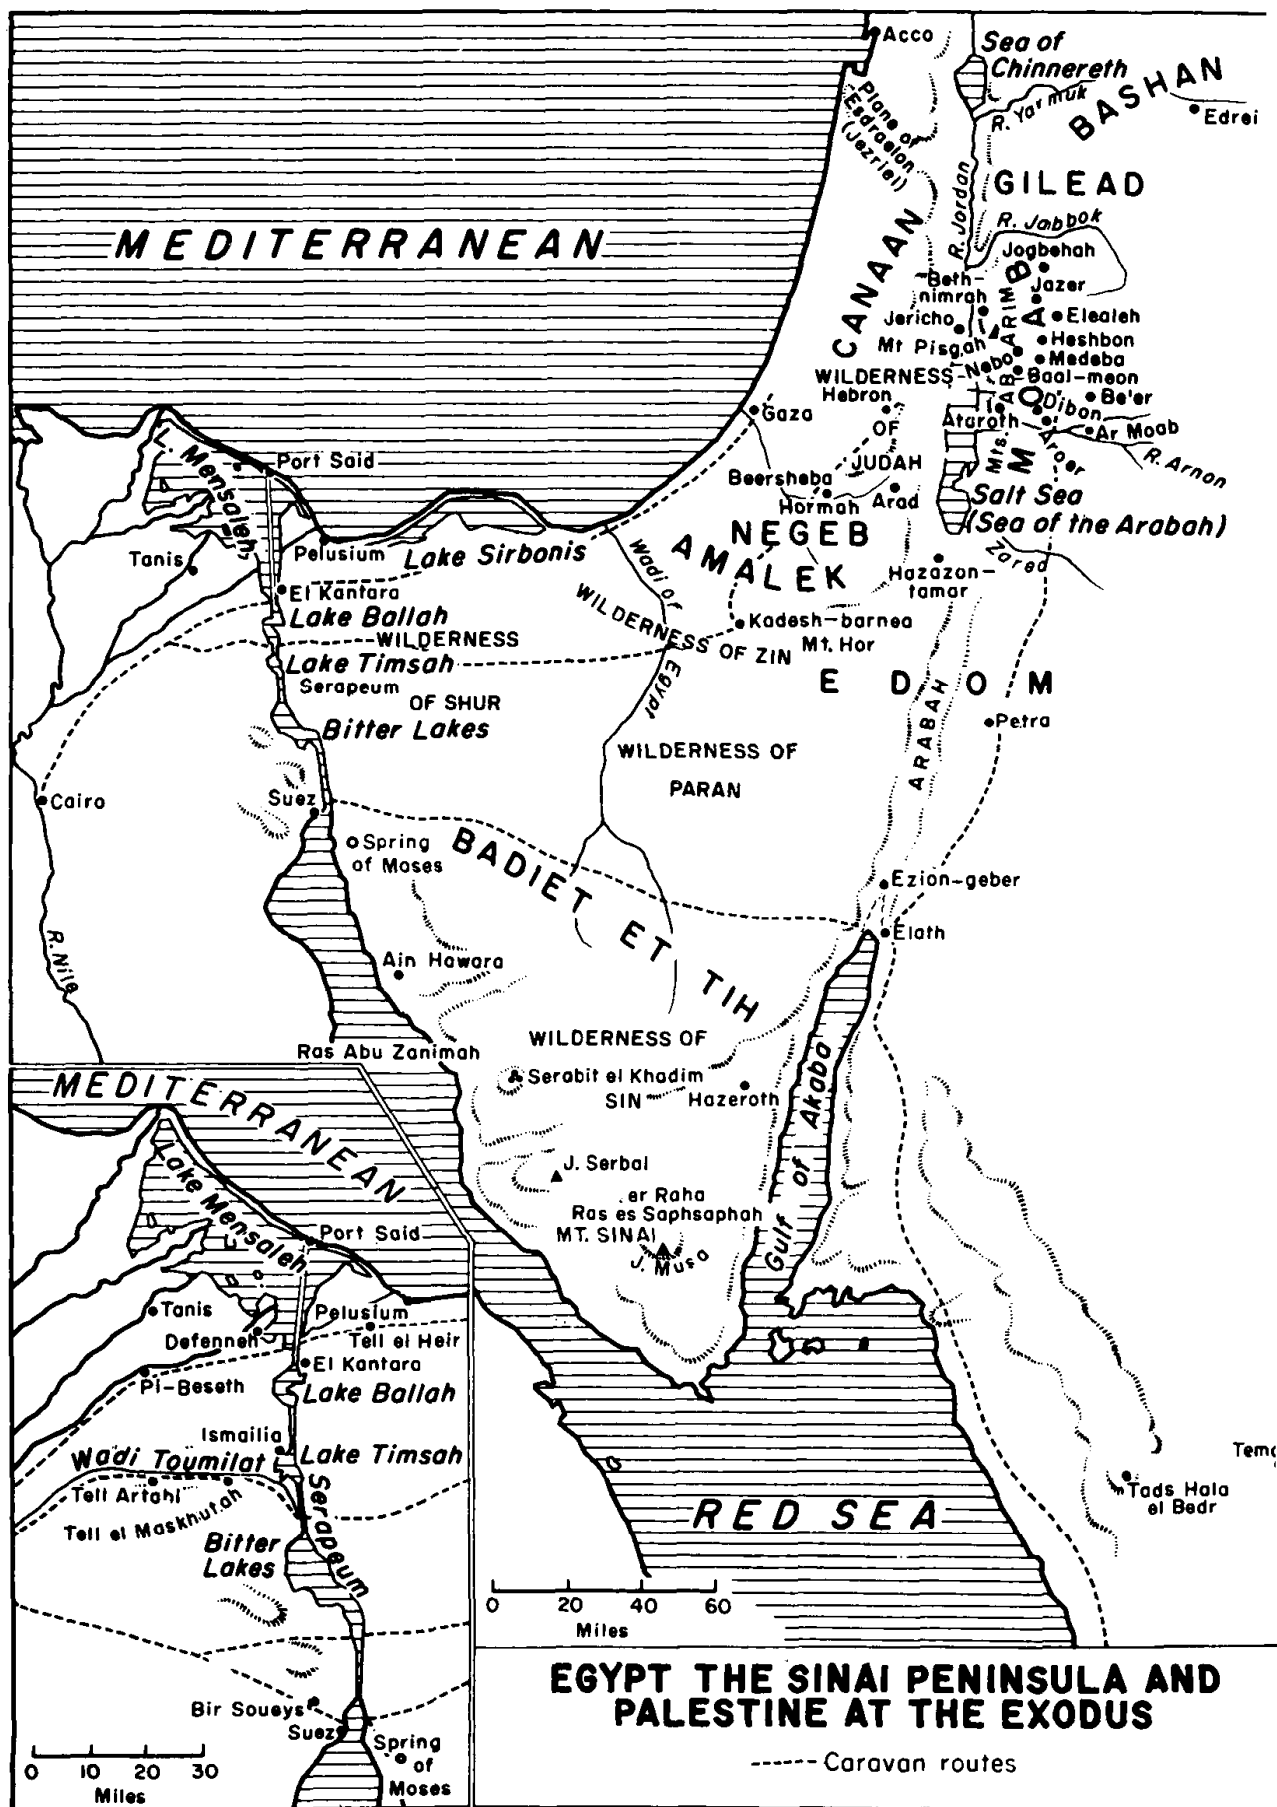 Acco
Sea of
Chinnereth
BASHAN
R. Yarmuk
Edrei
Plane of
Esdraelon
(Jezriel)
GILEAD
R. Jordan
R. Jabbok
MEDITERRANEAN
CANAAN
Jogbehah
Beth-
nimrah
Jazer
Jericho
Elealeh
Mt Pisgah
Heshbon
Nebo
Medeba
WILDERNESS
Baal-meon
Hebron
Be'er
Gaza
OF
Dibon
Ataroth
Aroer
Ar Moab
Mts. ABARIM
MOAB
R. Arnon
JUDAH
L. Mensaleh
Port Said
Beersheba
Hormah
Arad
Salt Sea
(Sea of the Arabah)
NEGEB
AMALEK
Zared
Tanis
Pelusium
Lake Sirbonis
Wadi of Egypt
Hazazon-
tamar
El Kantara
Lake Ballah
WILDERNESS
WILDERNESS OF ZIN
Kadesh-barnea
Mt. Hor
WILDERNESS
Lake Timsah
Serapeum
OF SHUR
EDOM
ARABAH
Bitter Lakes
Petra
WILDERNESS OF
PARAN
Cairo
Suez
Spring
of Moses
BADIET ET TIH
Ezion-geber
Elath
R. Nile
Ain Hawara
WILDERNESS OF
SIN
Ras Abu Zanimah
Serabit el Khadim
Hazeroth
Gulf of Akaba
J. Serbal
er Raha
Ras es Saphsaphah
MT. SINAI
J. Musa
MEDITERRANEAN
Lake Mensaleh
Port Said
Tanis
Pelusium
Defenneh
Tell el Heir
El Kantara
Pi-Beseth
Lake Ballah
Ismailia
Wadi Toumilat
Lake Timsah
Tell Artahi
Tell el Maskhutah
Serapeum
Bitter
Lakes
Bir Soueys
Suez
Spring
of
Moses
0 10 20 30
Miles
Tema
Tads Hala
el Bedr
RED SEA
0 20 40 60
Miles
EGYPT THE SINAI PENINSULA AND
PALESTINE AT THE EXODUS
Caravan routes